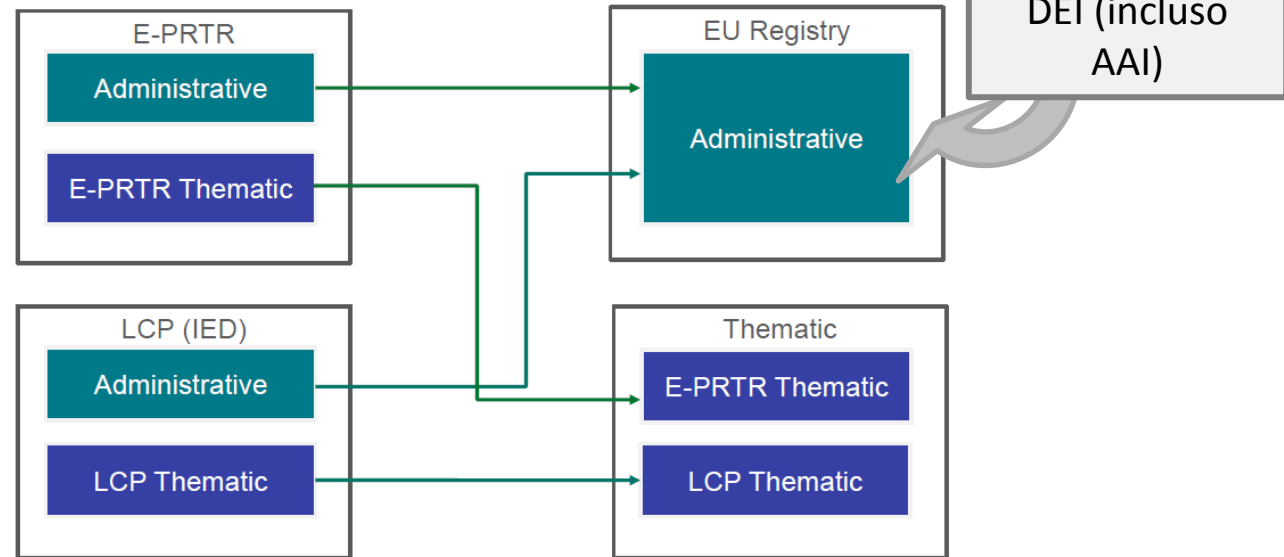 E-PRTR
Administrative
E-PRTR Thematic
LCP (IED)
Administrative
LCP Thematic
EU Registry
Administrative
Thematic
E-PRTR Thematic
LCP Thematic
DEI (incluso
AAI)